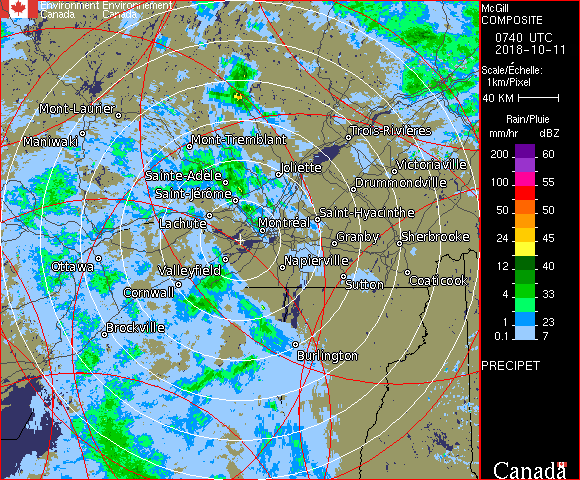 Environment Environnement
Canada Canada
McGill
COMPOSITE
0740 UTC
2018-10-11
Scale/Échelle:
1km/Pixel
40 KM
Rain/Pluie
mm/hr dBZ
200 60
100 55
50 50
24 45
12 40
4 33
1 23
0.1 7
PRECIPET
Canada
Mont-Laurier
Maniwaki
Mont-Tremblant
Trois-Rivières
Sainte-Adèle
Joliette
Victoriaville
Saint-Jérôme
Drummondville
Lachute
Montréal
Saint-Hyacinthe
Granby
Sherbrooke
Ottawa
Valleyfield
Napierville
Cornwall
Sutton
Coaticook
Brockville
Burlington